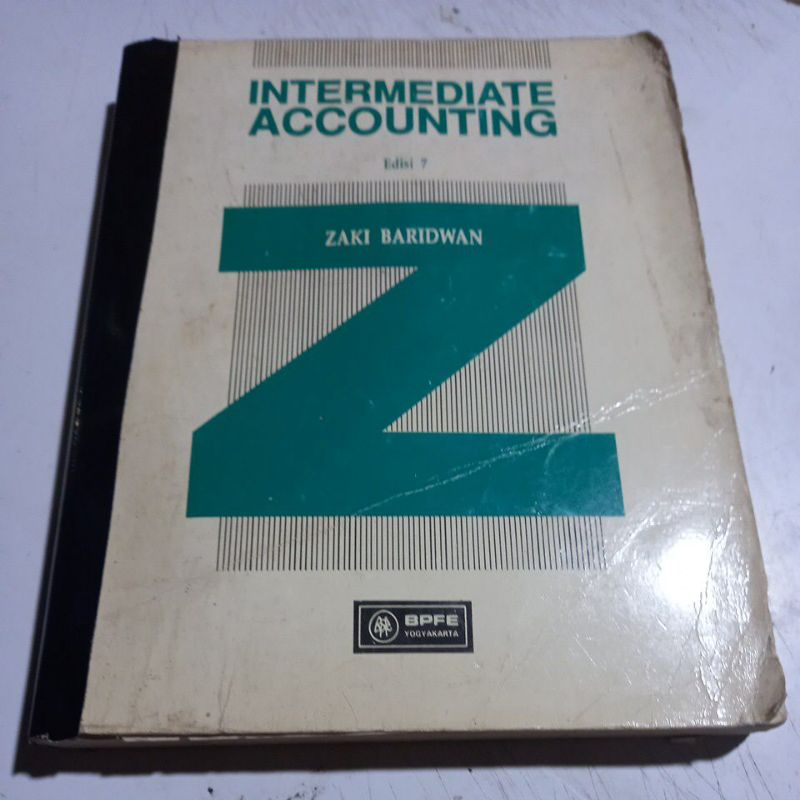 INTERMEDIATE
ACCOUNTING
Edisi 7
ZAKI BARIDWAN
Z
BPFE
YOGYAKARTA